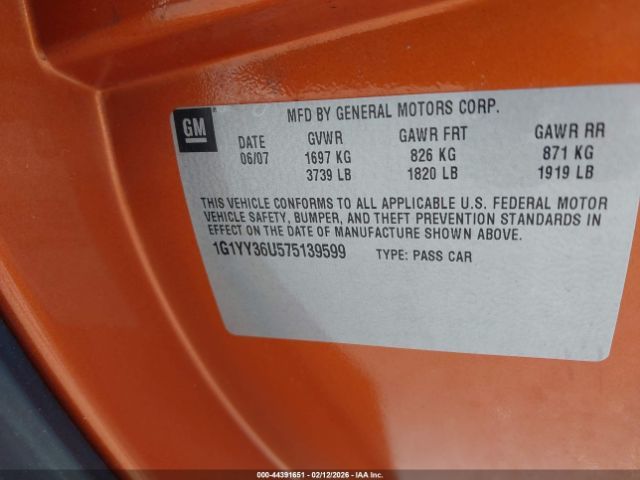 GM
MFD BY GENERAL MOTORS CORP.
DATE GVWR GAWR FRT GAWR RR
06/07 1697 KG 826 KG 871 KG
3739 LB 1820 LB 1919 LB
THIS VEHICLE CONFORMS TO ALL APPLICABLE U.S. FEDERAL MOTOR
VEHICLE SAFETY, BUMPER, AND THEFT PREVENTION STANDARDS IN
EFFECT ON THE DATE OF MANUFACTURE SHOWN ABOVE.
1G1YY36U575139599 TYPE: PASS CAR
000-44391651 - 02/12/2026 - IAA Inc.